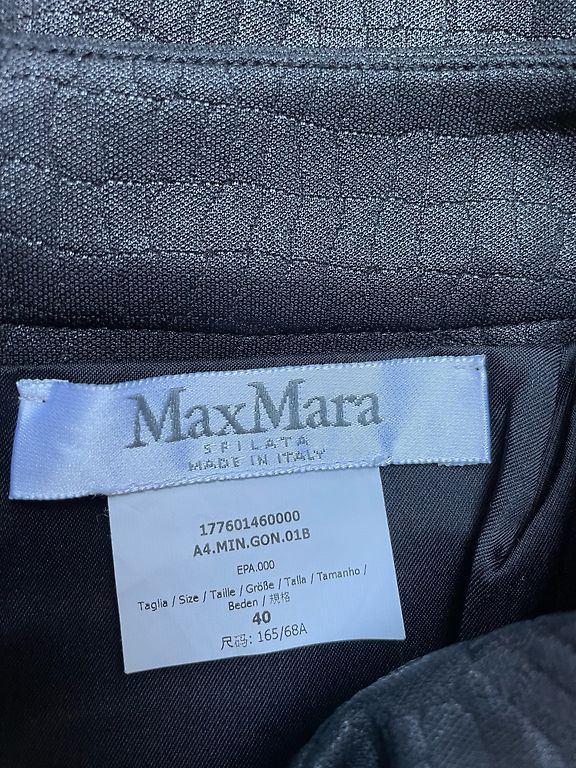 MaxMara
SFILATA
MADE IN ITALY
177601460000
A4.MIN.GON.01B
EPA.000
Taglia / Size / Taille / Größe / Talla / Tamanho /
Beden / 規格
40
尺码: 165/68A